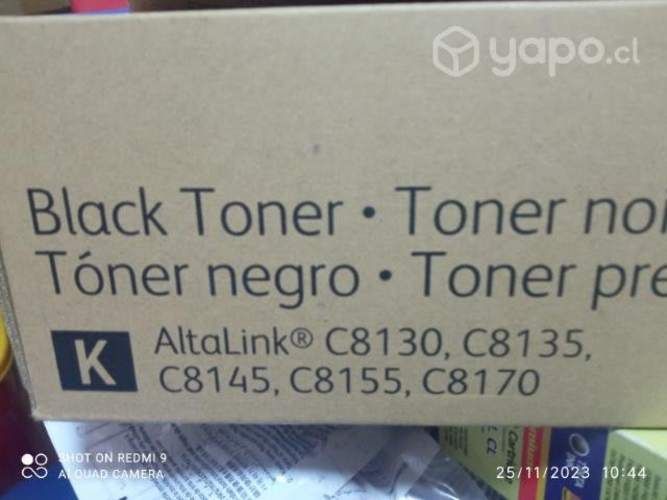 yapo.cl
Black Toner • Toner noi
Tóner negro • Toner pre
K
AltaLink® C8130, C8135,
C8145, C8155, C8170
SHOT ON REDMI 9
AI QUAD CAMERA
25/11/2023 10:44